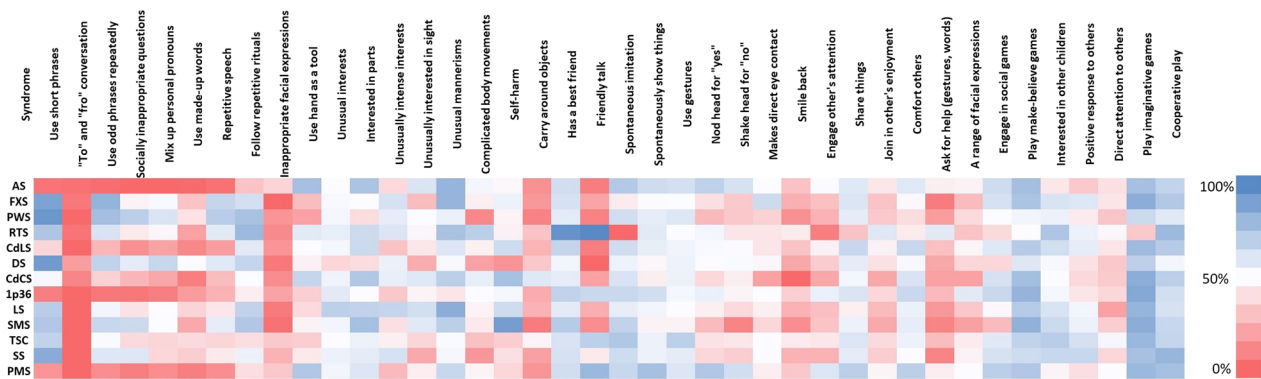 Syndrome
Use short phrases
"To" and "fro" conversation
Use odd phrases repeatedly
Socially inappropriate questions
Mix up personal pronouns
Use made-up words
Repetitive speech
Follow repetitive rituals
Inappropriate facial expressions
Use hand as a tool
Unusual interests
Interested in parts
Unusually intense interests
Unusually interested in sight
Unusual mannerisms
Complicated body movements
Self-harm
Carry around objects
Has a best friend
Friendly talk
Spontaneous imitation
Spontaneously show things
Use gestures
Nod head for "yes"
Shake head for "no"
Makes direct eye contact
Smile back
Engage other's attention
Share things
Join in other's enjoyment
Comfort others
Ask for help (gestures, words)
A range of facial expressions
Engage in social games
Play make-believe games
Interested in other children
Positive response to others
Direct attention to others
Play imaginative games
Cooperative play
AS
FXS
PWS
RTS
CdLS
DS
CdCS
1p36
LS
SMS
TSC
SS
PMS
100%
50%
0%